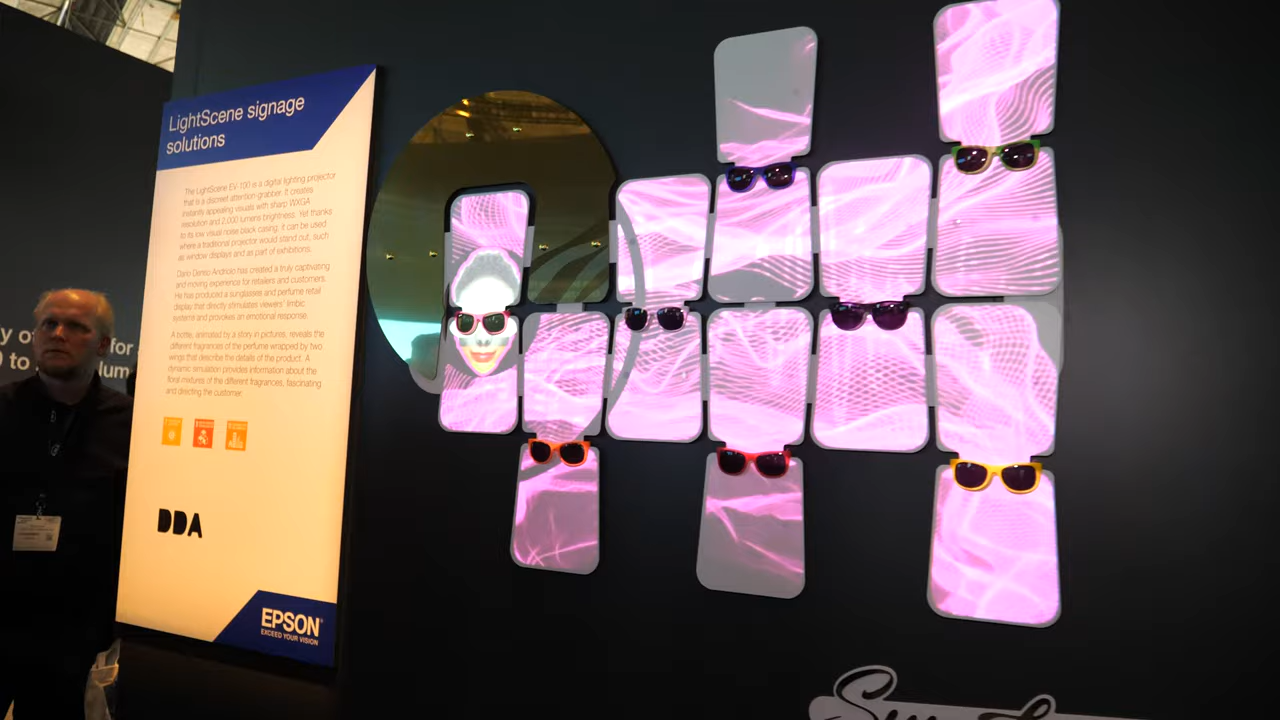 LightScene signage
solutions
The LightScene EV-100 is a digital lighting projector
that is a discreet attention-grabber. It creates
instantly appealing visuals with sharp WXGA
resolution and 2,000 lumens brightness. Yet thanks
to its low visual noise black casing, it can be used
where a traditional projector would stand out, such
as window displays and as part of exhibitions.
Dario Denso Andriolo has created a truly captivating
and moving experience for retailers and customers.
He has produced a sunglasses and perfume retail
display that directly stimulates viewers' limbic
systems and provokes an emotional response.
A bottle, animated by a story in pictures, reveals the
different fragrances of the perfume wrapped by two
wings that describe the details of the product. A
dynamic simulation provides information about the
floral mixtures of the different fragrances, fascinating
and directing the customer.
DDA
EPSON®
EXCEED YOUR VISION
for
to